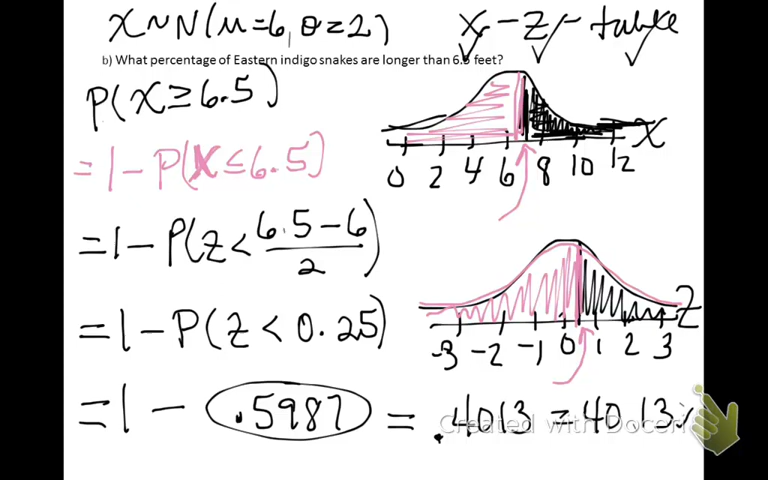 X~N(μ=6, σ=2) X - Z - table
b) What percentage of Eastern indigo snakes are longer than 6.5 feet?
P(X≥6.5)
= 1 - P(X≤6.5)
X
0 2 4 6 8 10 12
= 1 - P(Z < (6.5-6)/2)
Z
-3 -2 -1 0 1 2 3
= 1 - P(Z < 0.25)
= 1 - .5987 = .4013 = 40.13%
Created with Doceri